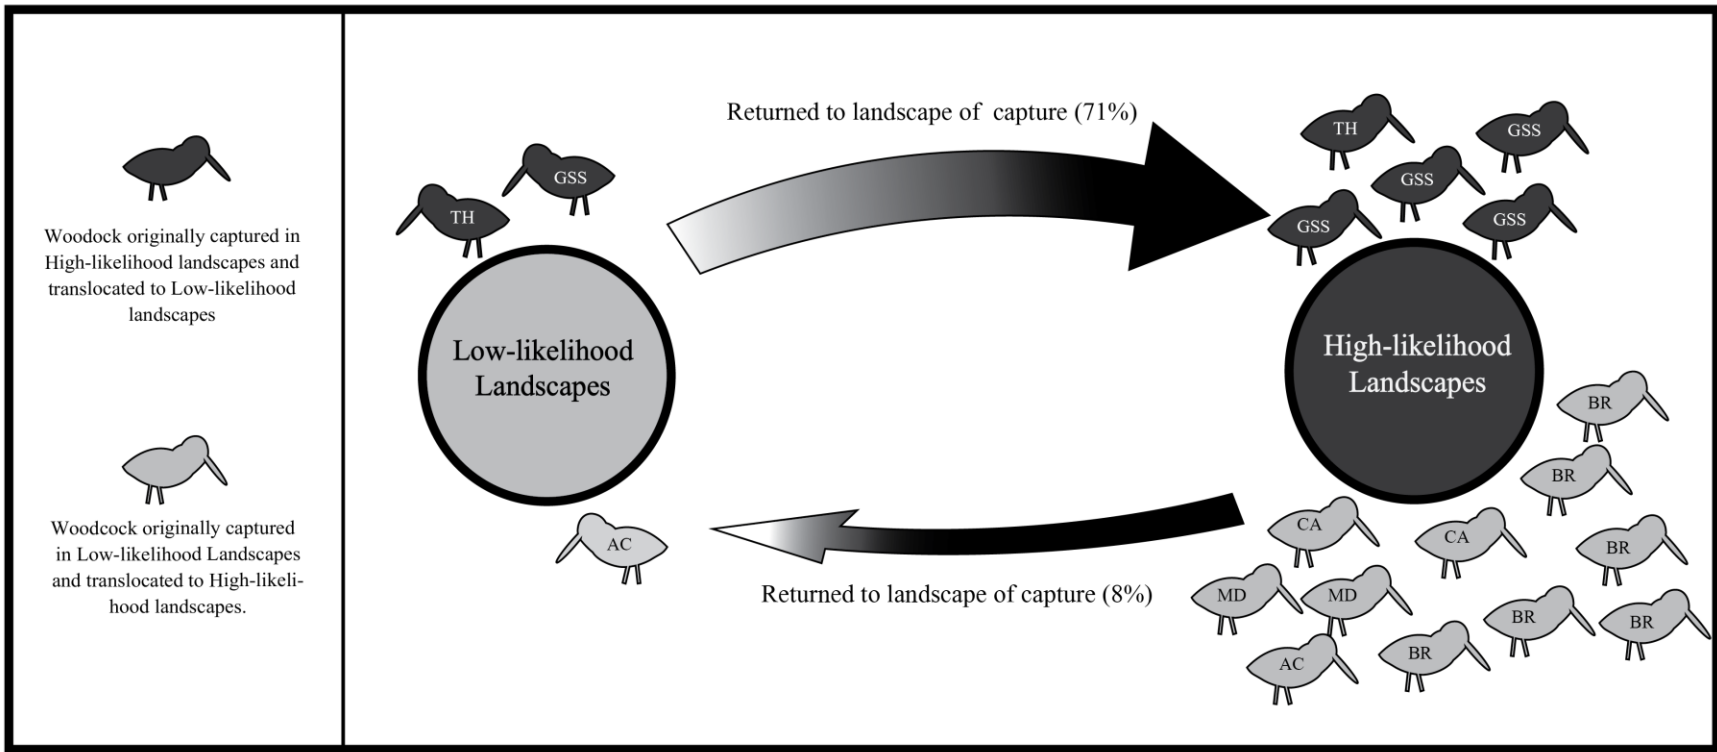 Woodock originally captured in
High-likelihood landscapes and
translocated to Low-likelihood
landscapes
Woodcock originally captured
in Low-likelihood Landscapes
and translocated to High-likeli-
hood landscapes.
Returned to landscape of capture (71%)
GSS
TH
Low-likelihood
Landscapes
AC
TH
GSS
GSS
GSS
GSS
High-likelihood
Landscapes
Returned to landscape of capture (8%)
BR
BR
CA
CA
BR
MD
MD
BR
BR
AC
BR